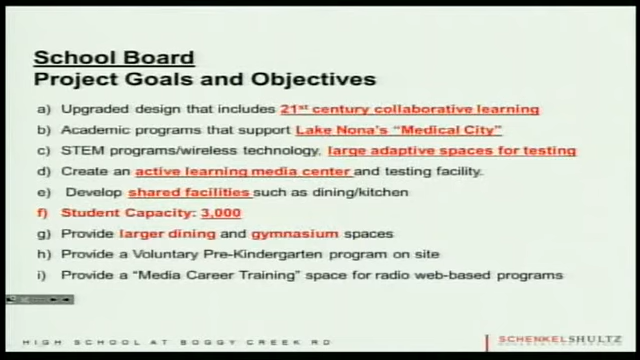 School Board
Project Goals and Objectives
a) Upgraded design that includes 21st century collaborative learning
b) Academic programs that support Lake Nona's "Medical City"
c) STEM programs/wireless technology, large adaptive spaces for testing
d) Create an active learning media center and testing facility.
e) Develop shared facilities such as dining/kitchen
f) Student Capacity: 3,000
g) Provide larger dining and gymnasium spaces
h) Provide a Voluntary Pre-Kindergarten program on site
i) Provide a "Media Career Training" space for radio web-based programs
HIGH SCHOOL AT BOGGY CREEK RD
SCHENKELSHULTZ